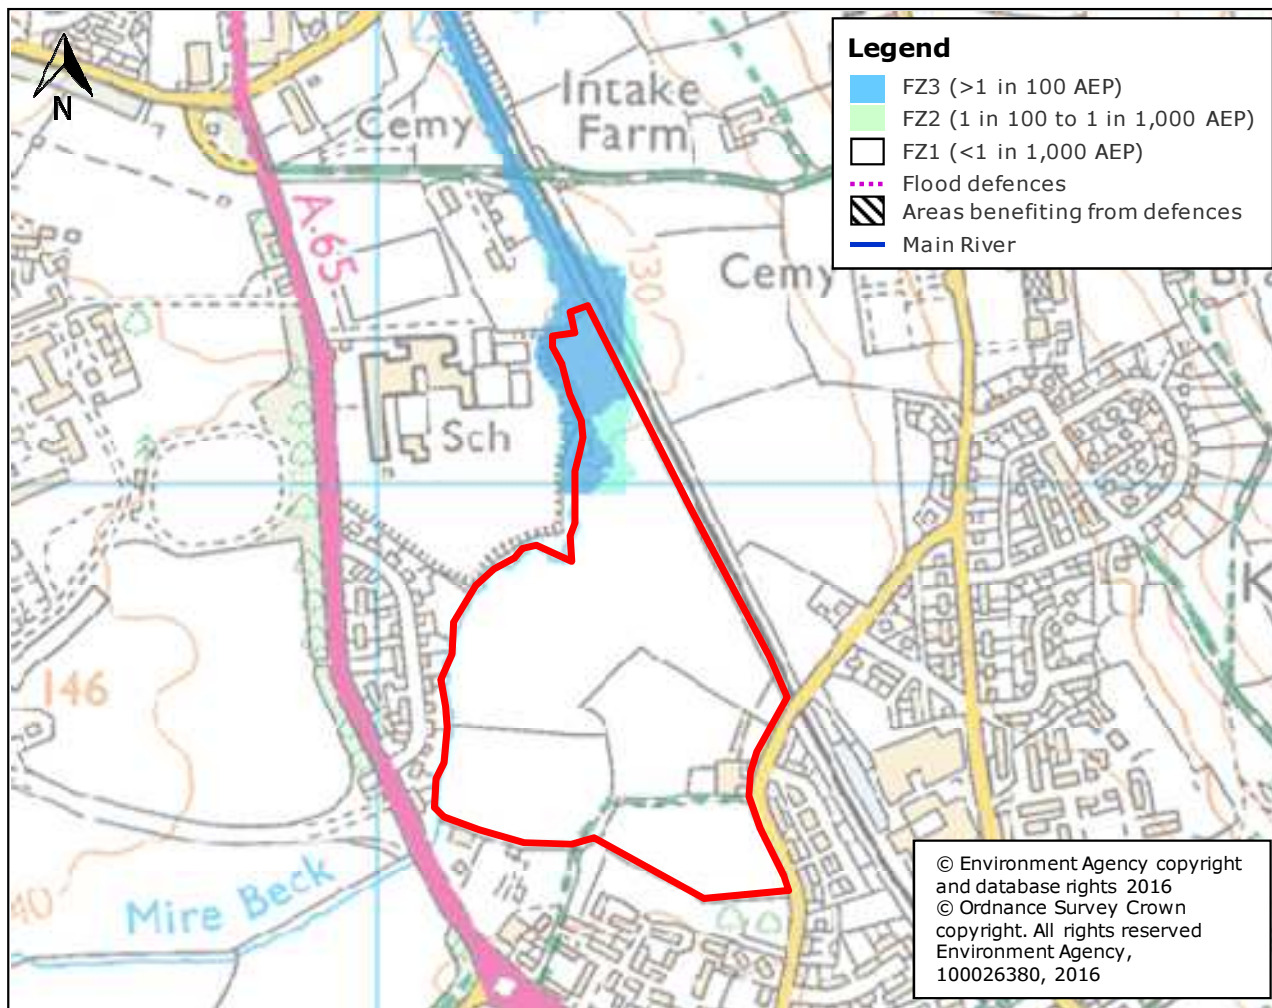 N
Cemy
Intake
Farm
A.65
130
Cemy
Sch
146
40
Mire Beck
lib
K
Legend
FZ3 (>1 in 100 AEP)
FZ2 (1 in 100 to 1 in 1,000 AEP)
FZ1 (<1 in 1,000 AEP)
Flood defences
Areas benefiting from defences
Main River
© Environment Agency copyright
and database rights 2016
© Ordnance Survey Crown
copyright. All rights reserved
Environment Agency,
100026380, 2016